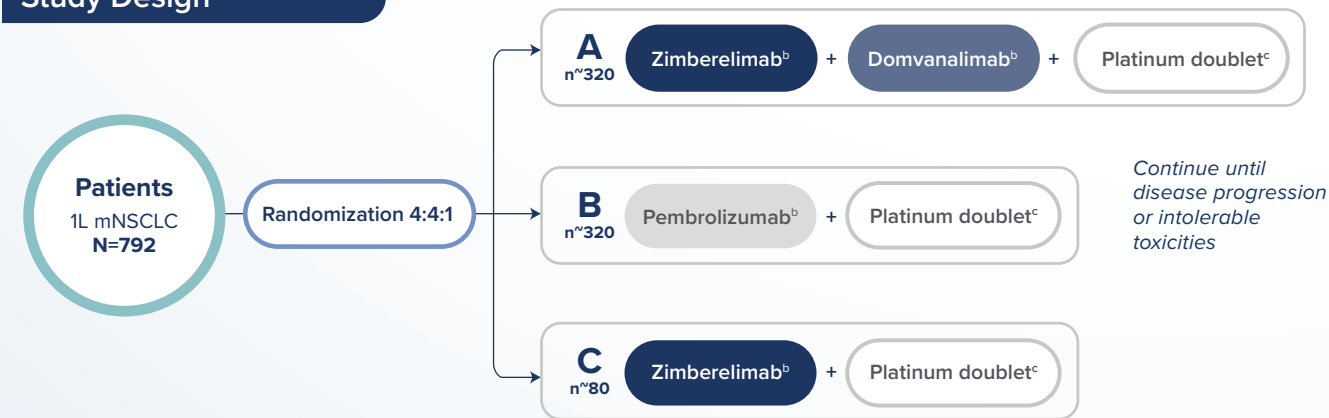 Study Design
A
n~320
Zimberelimabᵇ + Domvanalimabᵇ + Platinum doubletᶜ
Patients
1L mNSCLC
N=792
Randomization 4:4:1
B
n~320
Pembrolizumabᵇ + Platinum doubletᶜ
Continue until
disease progression
or intolerable
toxicities
C
n~80
Zimberelimabᵇ + Platinum doubletᶜ